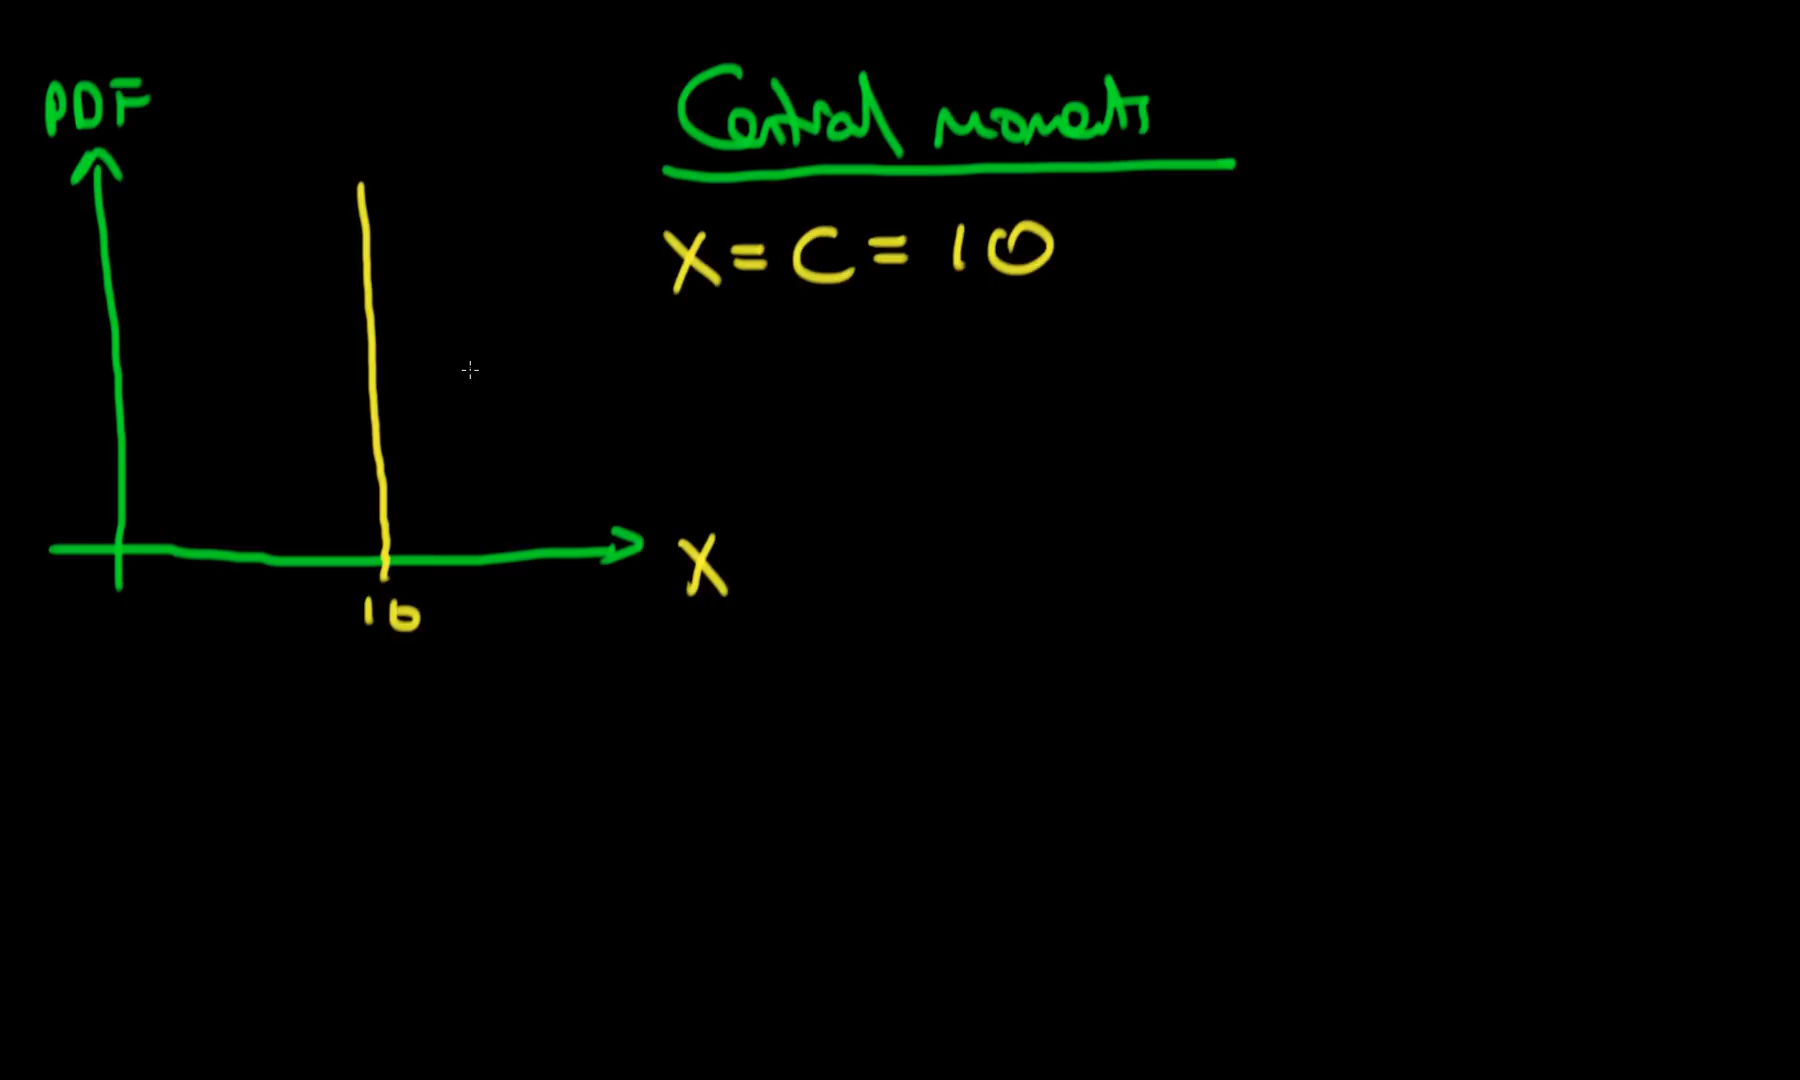 PDF
Central moments
X = C = 10
X
10